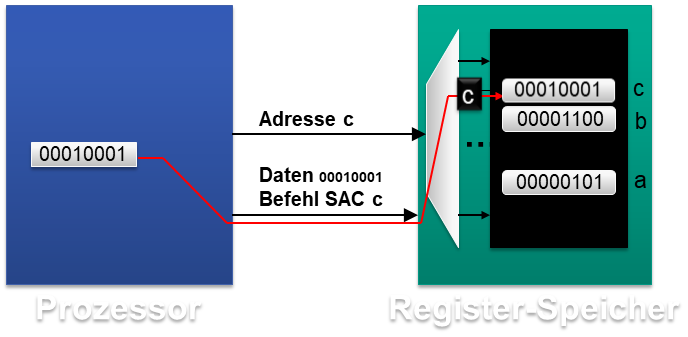 Adresse c
00010001
Daten 00010001
Befehl SAC c
c
00010001 c
00001100 b
..
00000101 a
Prozessor
Register-Speicher